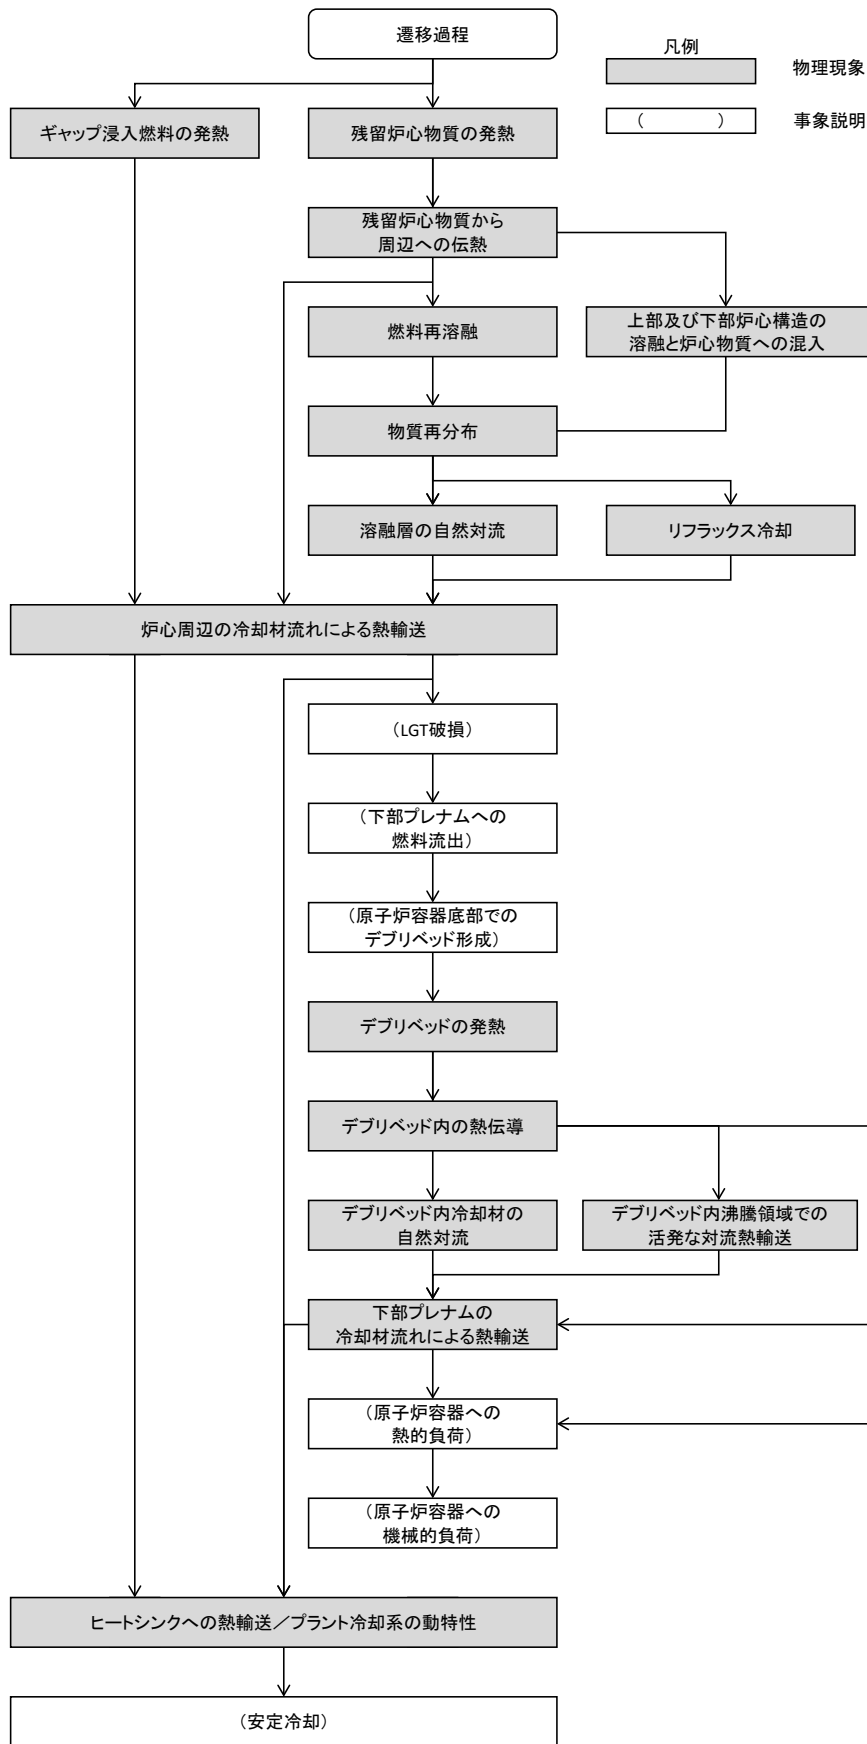 遷移過程
凡例
物理現象
(　　　)
事象説明
ギャップ浸入燃料の発熱
残留炉心物質の発熱
残留炉心物質から
周辺への伝熱
燃料再溶融
上部及び下部炉心構造の
溶融と炉心物質への混入
物質再分布
溶融層の自然対流
リフラックス冷却
炉心周辺の冷却材流れによる熱輸送
(LGT破損)
(下部プレナムへの
燃料流出)
(原子炉容器底部での
デブリベッド形成)
デブリベッドの発熱
デブリベッド内の熱伝導
デブリベッド内冷却材の
自然対流
デブリベッド内沸騰領域での
活発な対流熱輸送
下部プレナムの
冷却材流れによる熱輸送
(原子炉容器への
熱的負荷)
(原子炉容器への
機械的負荷)
ヒートシンクへの熱輸送／プラント冷却系の動特性
(安定冷却)